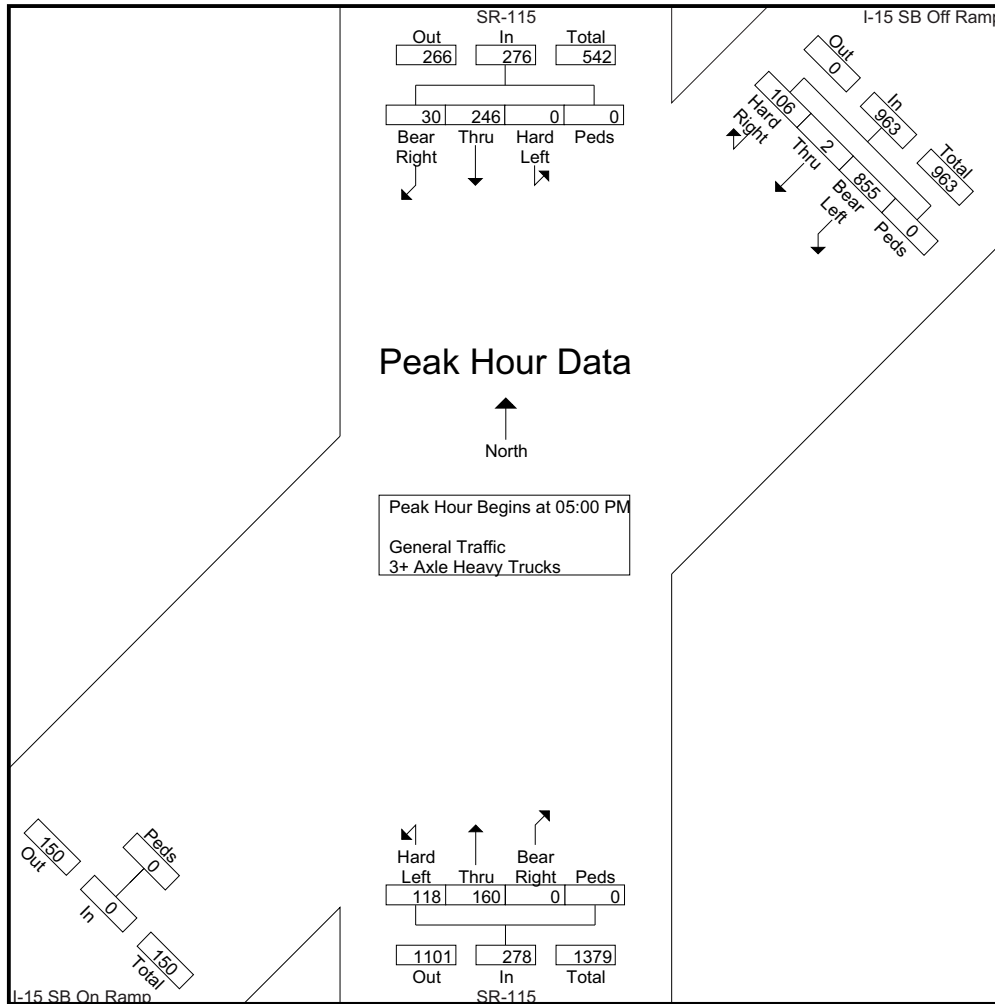 SR-115
Out In Total
266 276 542
30 246 0 0
Bear Right Thru Hard Left Peds
I-15 SB Off Ramp
Out In Total
0 963 963
106 2 855 0
Hard Right Thru Bear Left Peds
Peak Hour Data
North
Peak Hour Begins at 05:00 PM
General Traffic
3+ Axle Heavy Trucks
Peds
0
150 0 150
Out In Total
I-15 SB On Ramp
Hard Left Thru Bear Right Peds
118 160 0 0
1101 278 1379
Out In Total
SR-115